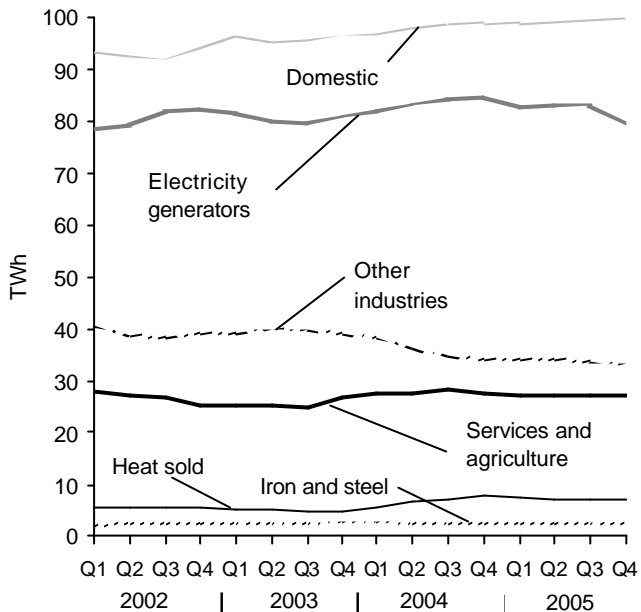 100
90
80
70
60
50
40
30
20
10
0
TWh
Domestic
Electricity
generators
Other
industries
Services and
agriculture
Heat sold
Iron and steel
Q1 Q2 Q3 Q4 Q1 Q2 Q3 Q4 Q1 Q2 Q3 Q4 Q1 Q2 Q3 Q4
2002 2003 2004 2005